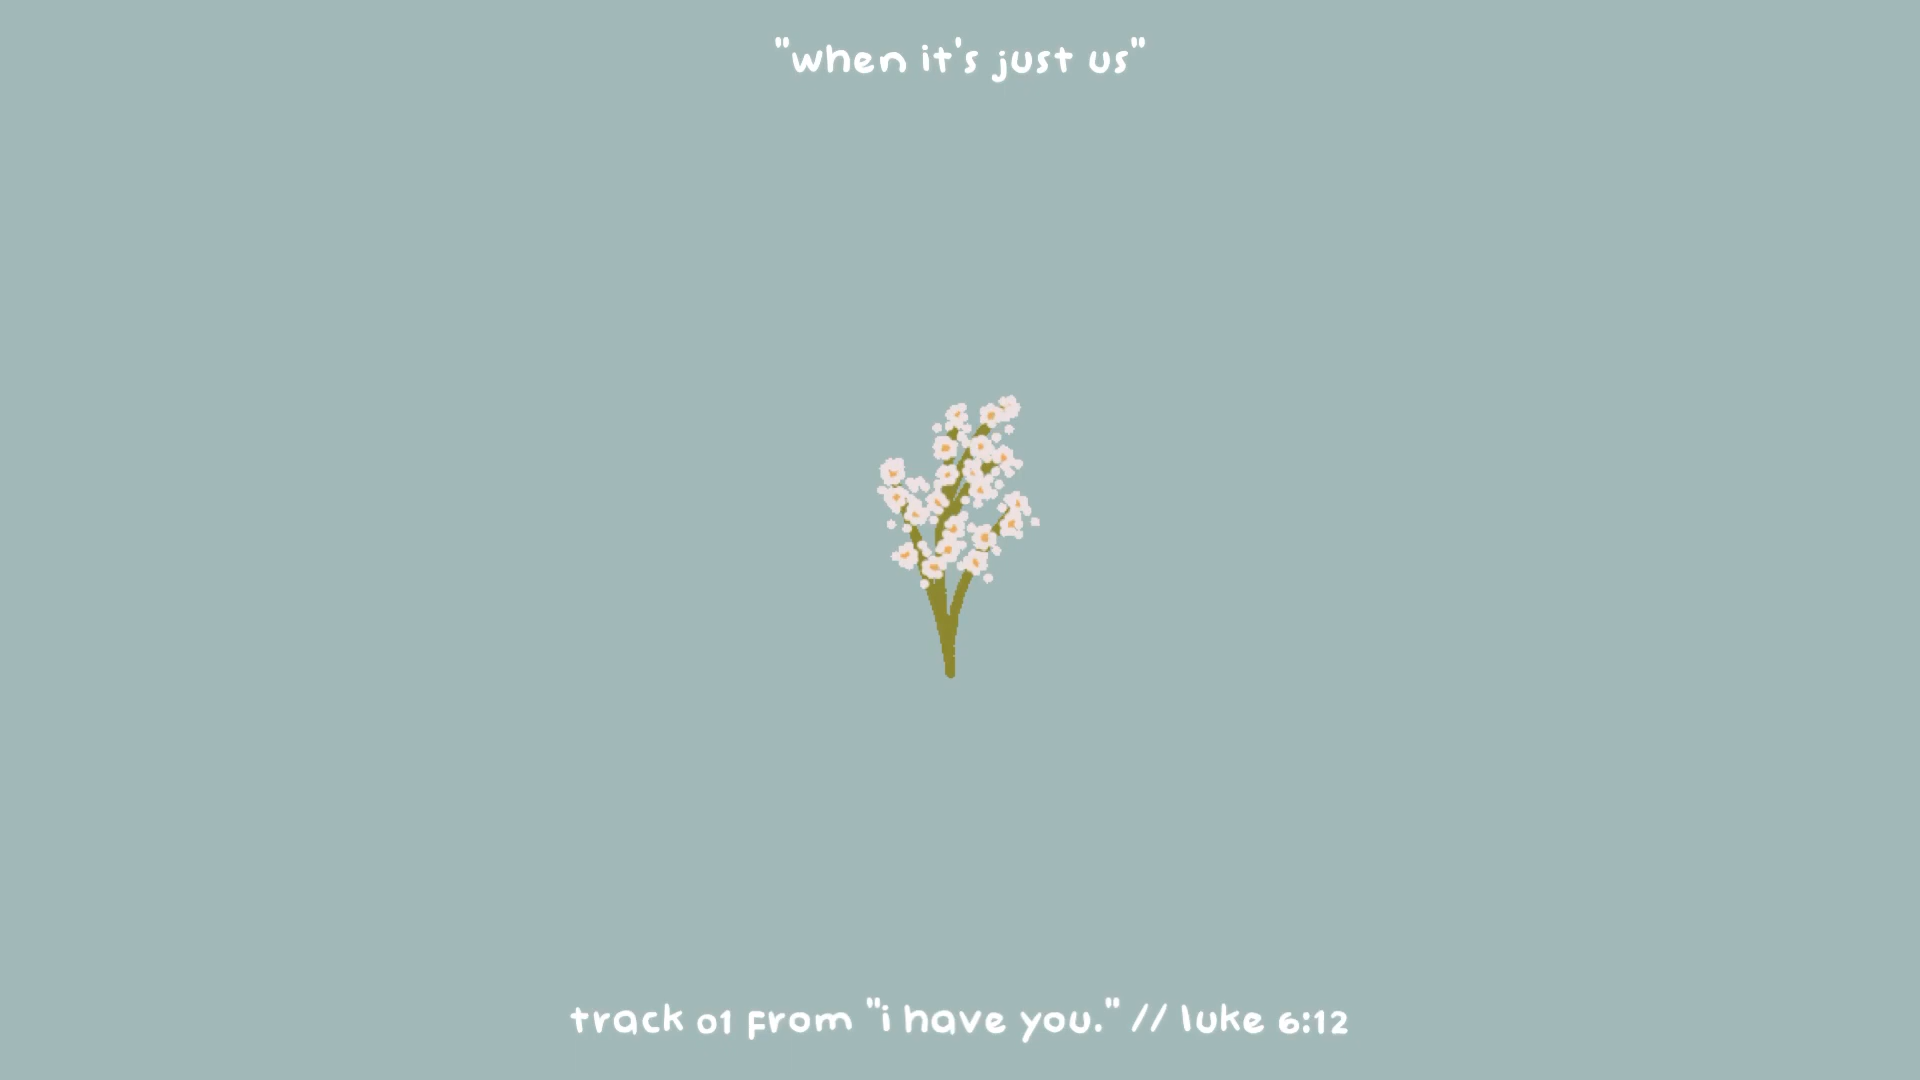 "when it's just us"
track 01 from "i have you." // luke 6:12